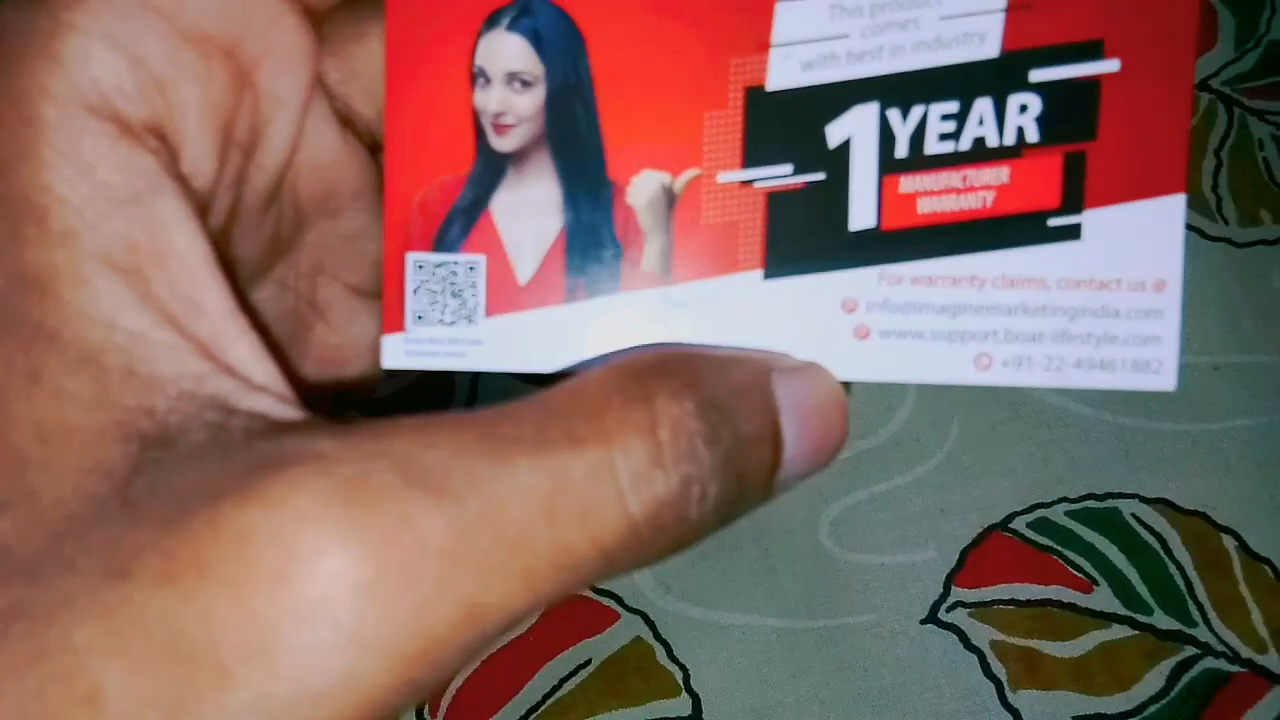 This product
comes
with best in industry
1 YEAR
MANUFACTURER
WARRANTY
For warranty claims, contact us @
info@imaginemarketingindia.com
www.support.boat-lifestyle.com
+91-22-49461882